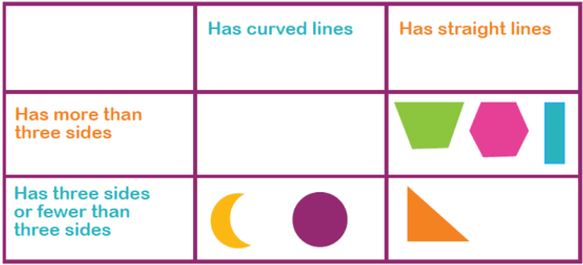 Has curved lines
Has straight lines
Has more than
three sides
Has three sides
or fewer than
three sides